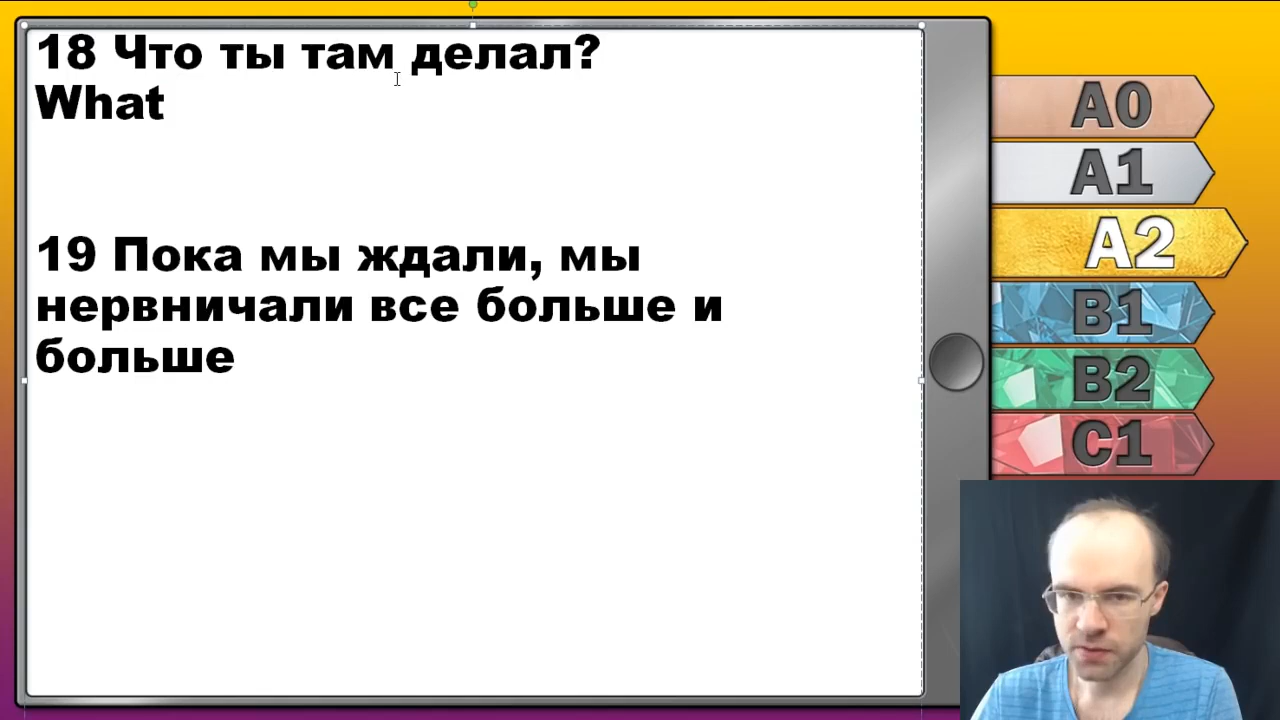 18 Что ты там делал?
What
19 Пока мы ждали, мы
нервничали все больше и
больше
A0
A1
A2
B1
B2
C1